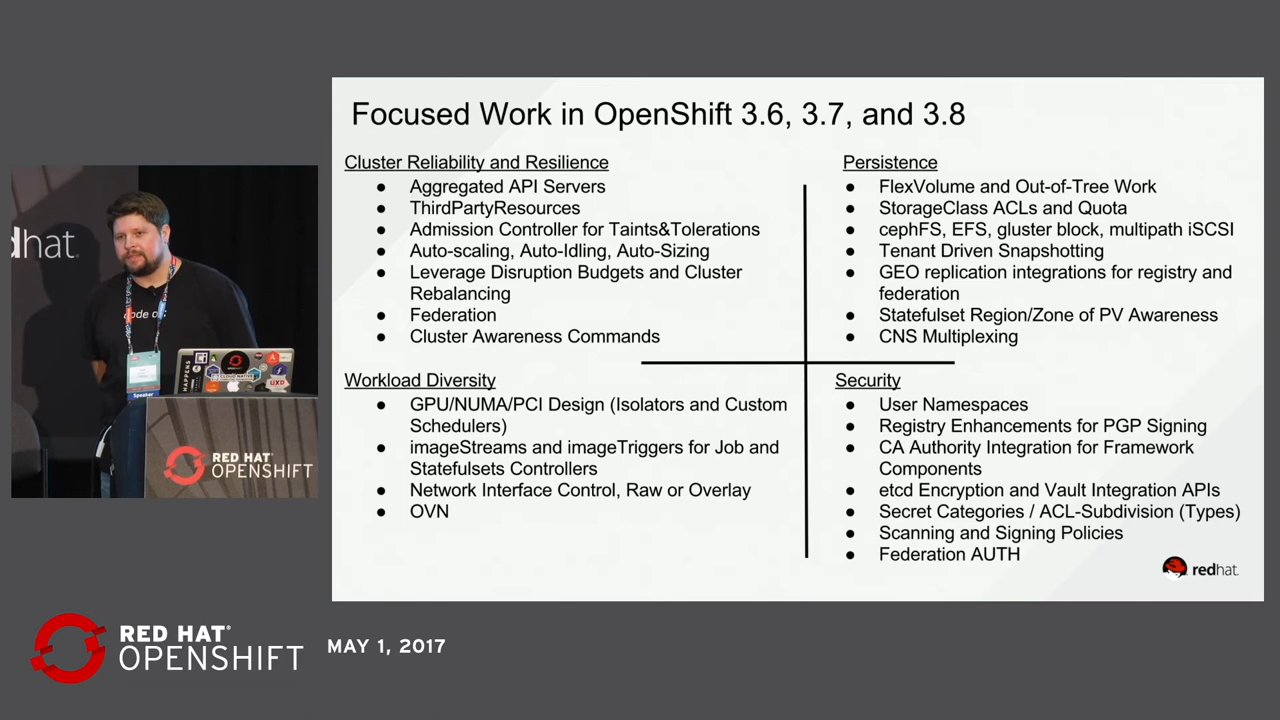 Focused Work in OpenShift 3.6, 3.7, and 3.8
Cluster Reliability and Resilience
● Aggregated API Servers
● ThirdPartyResources
● Admission Controller for Taints&Tolerations
● Auto-scaling, Auto-Idling, Auto-Sizing
● Leverage Disruption Budgets and Cluster
Rebalancing
● Federation
● Cluster Awareness Commands
Persistence
● FlexVolume and Out-of-Tree Work
● StorageClass ACLs and Quota
● cephFS, EFS, gluster block, multipath iSCSI
● Tenant Driven Snapshotting
● GEO replication integrations for registry and
federation
● Statefulset Region/Zone of PV Awareness
● CNS Multiplexing
Workload Diversity
● GPU/NUMA/PCI Design (Isolators and Custom
Schedulers)
● imageStreams and imageTriggers for Job and
Statefulsets Controllers
● Network Interface Control, Raw or Overlay
● OVN
Security
● User Namespaces
● Registry Enhancements for PGP Signing
● CA Authority Integration for Framework
Components
● etcd Encryption and Vault Integration APIs
● Secret Categories / ACL-Subdivision (Types)
● Scanning and Signing Policies
● Federation AUTH
redhat.
dhat.
code
HAPPENS
CLOUD NATIVE
UXD
Speaker
RED HAT
OPENSHIFT
RED HAT®
OPENSHIFT
MAY 1, 2017